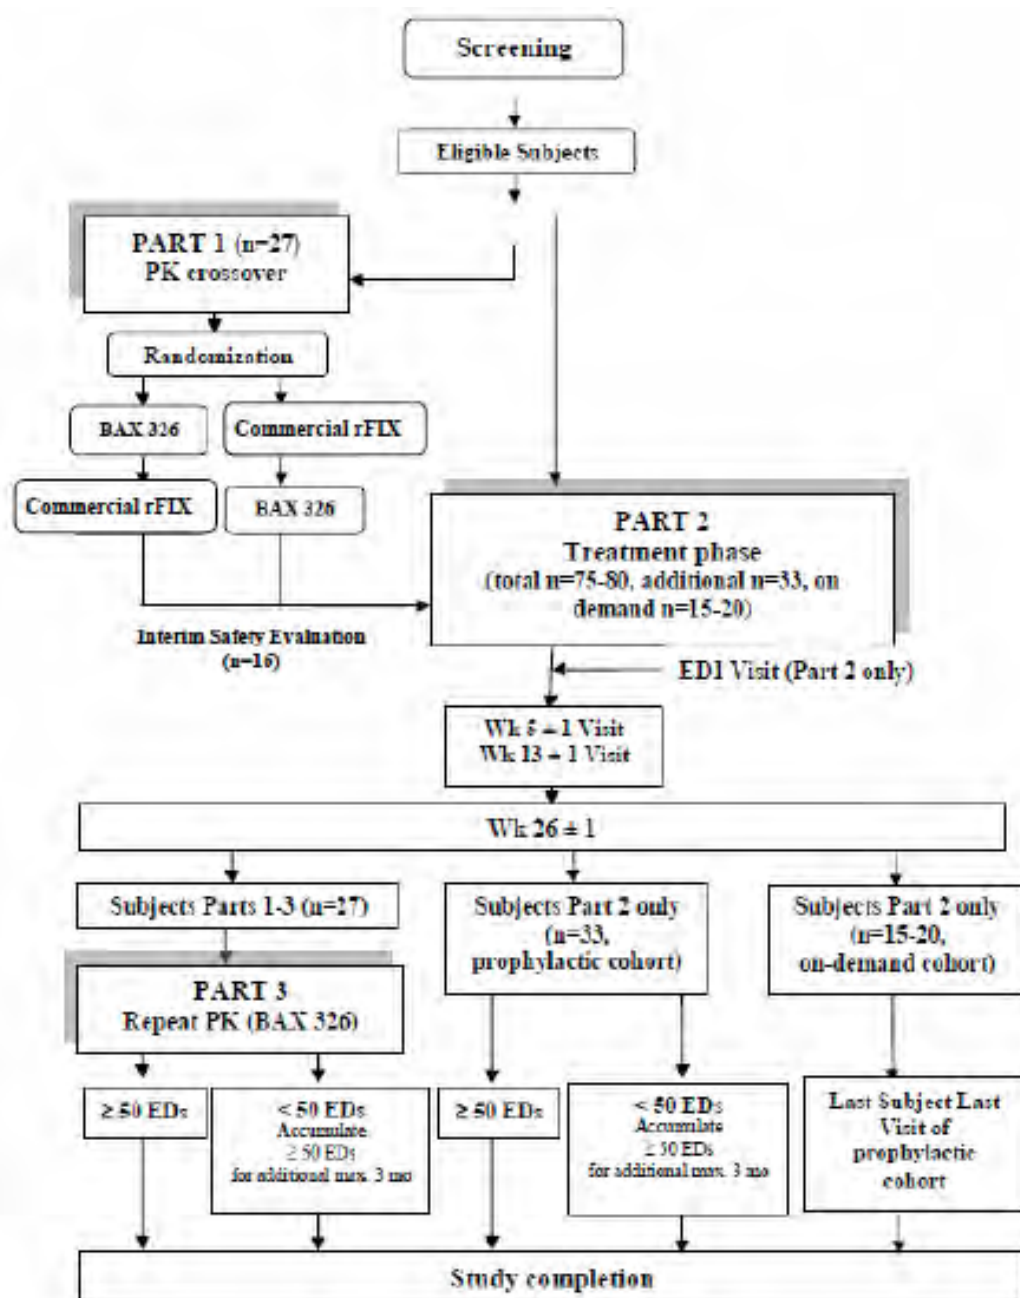 Screening
Eligible Subjects
PART 1 (n=27)
PK crossover
Randomization
BAX 326
Commercial rFIX
Commercial rFIX
BAX 326
PART 2
Treatment phase
(total n=75-80, additional n=33, on
demand n=15-20)
Interim Safety Evaluation
(n=16)
ED1 Visit (Part 2 only)
Wk 5 ± 1 Visit
Wk 13 ± 1 Visit
Wk 26 ± 1
Subjects Parts 1-3 (n=27)
Subjects Part 2 only
(n=33,
prophylactic cohort)
Subjects Part 2 only
(n=15-20,
on-demand cohort)
PART 3
Repeat PK (BAX 326)
≥ 50 EDs
< 50 EDs
Accumulate
≥ 50 EDs
for additional max. 3 mo
≥ 50 EDs
< 50 EDs
Accumulate
≥ 50 EDs
for additional max. 3 mo
Last Subject Last
Visit of
prophylactic
cohort
Study completion